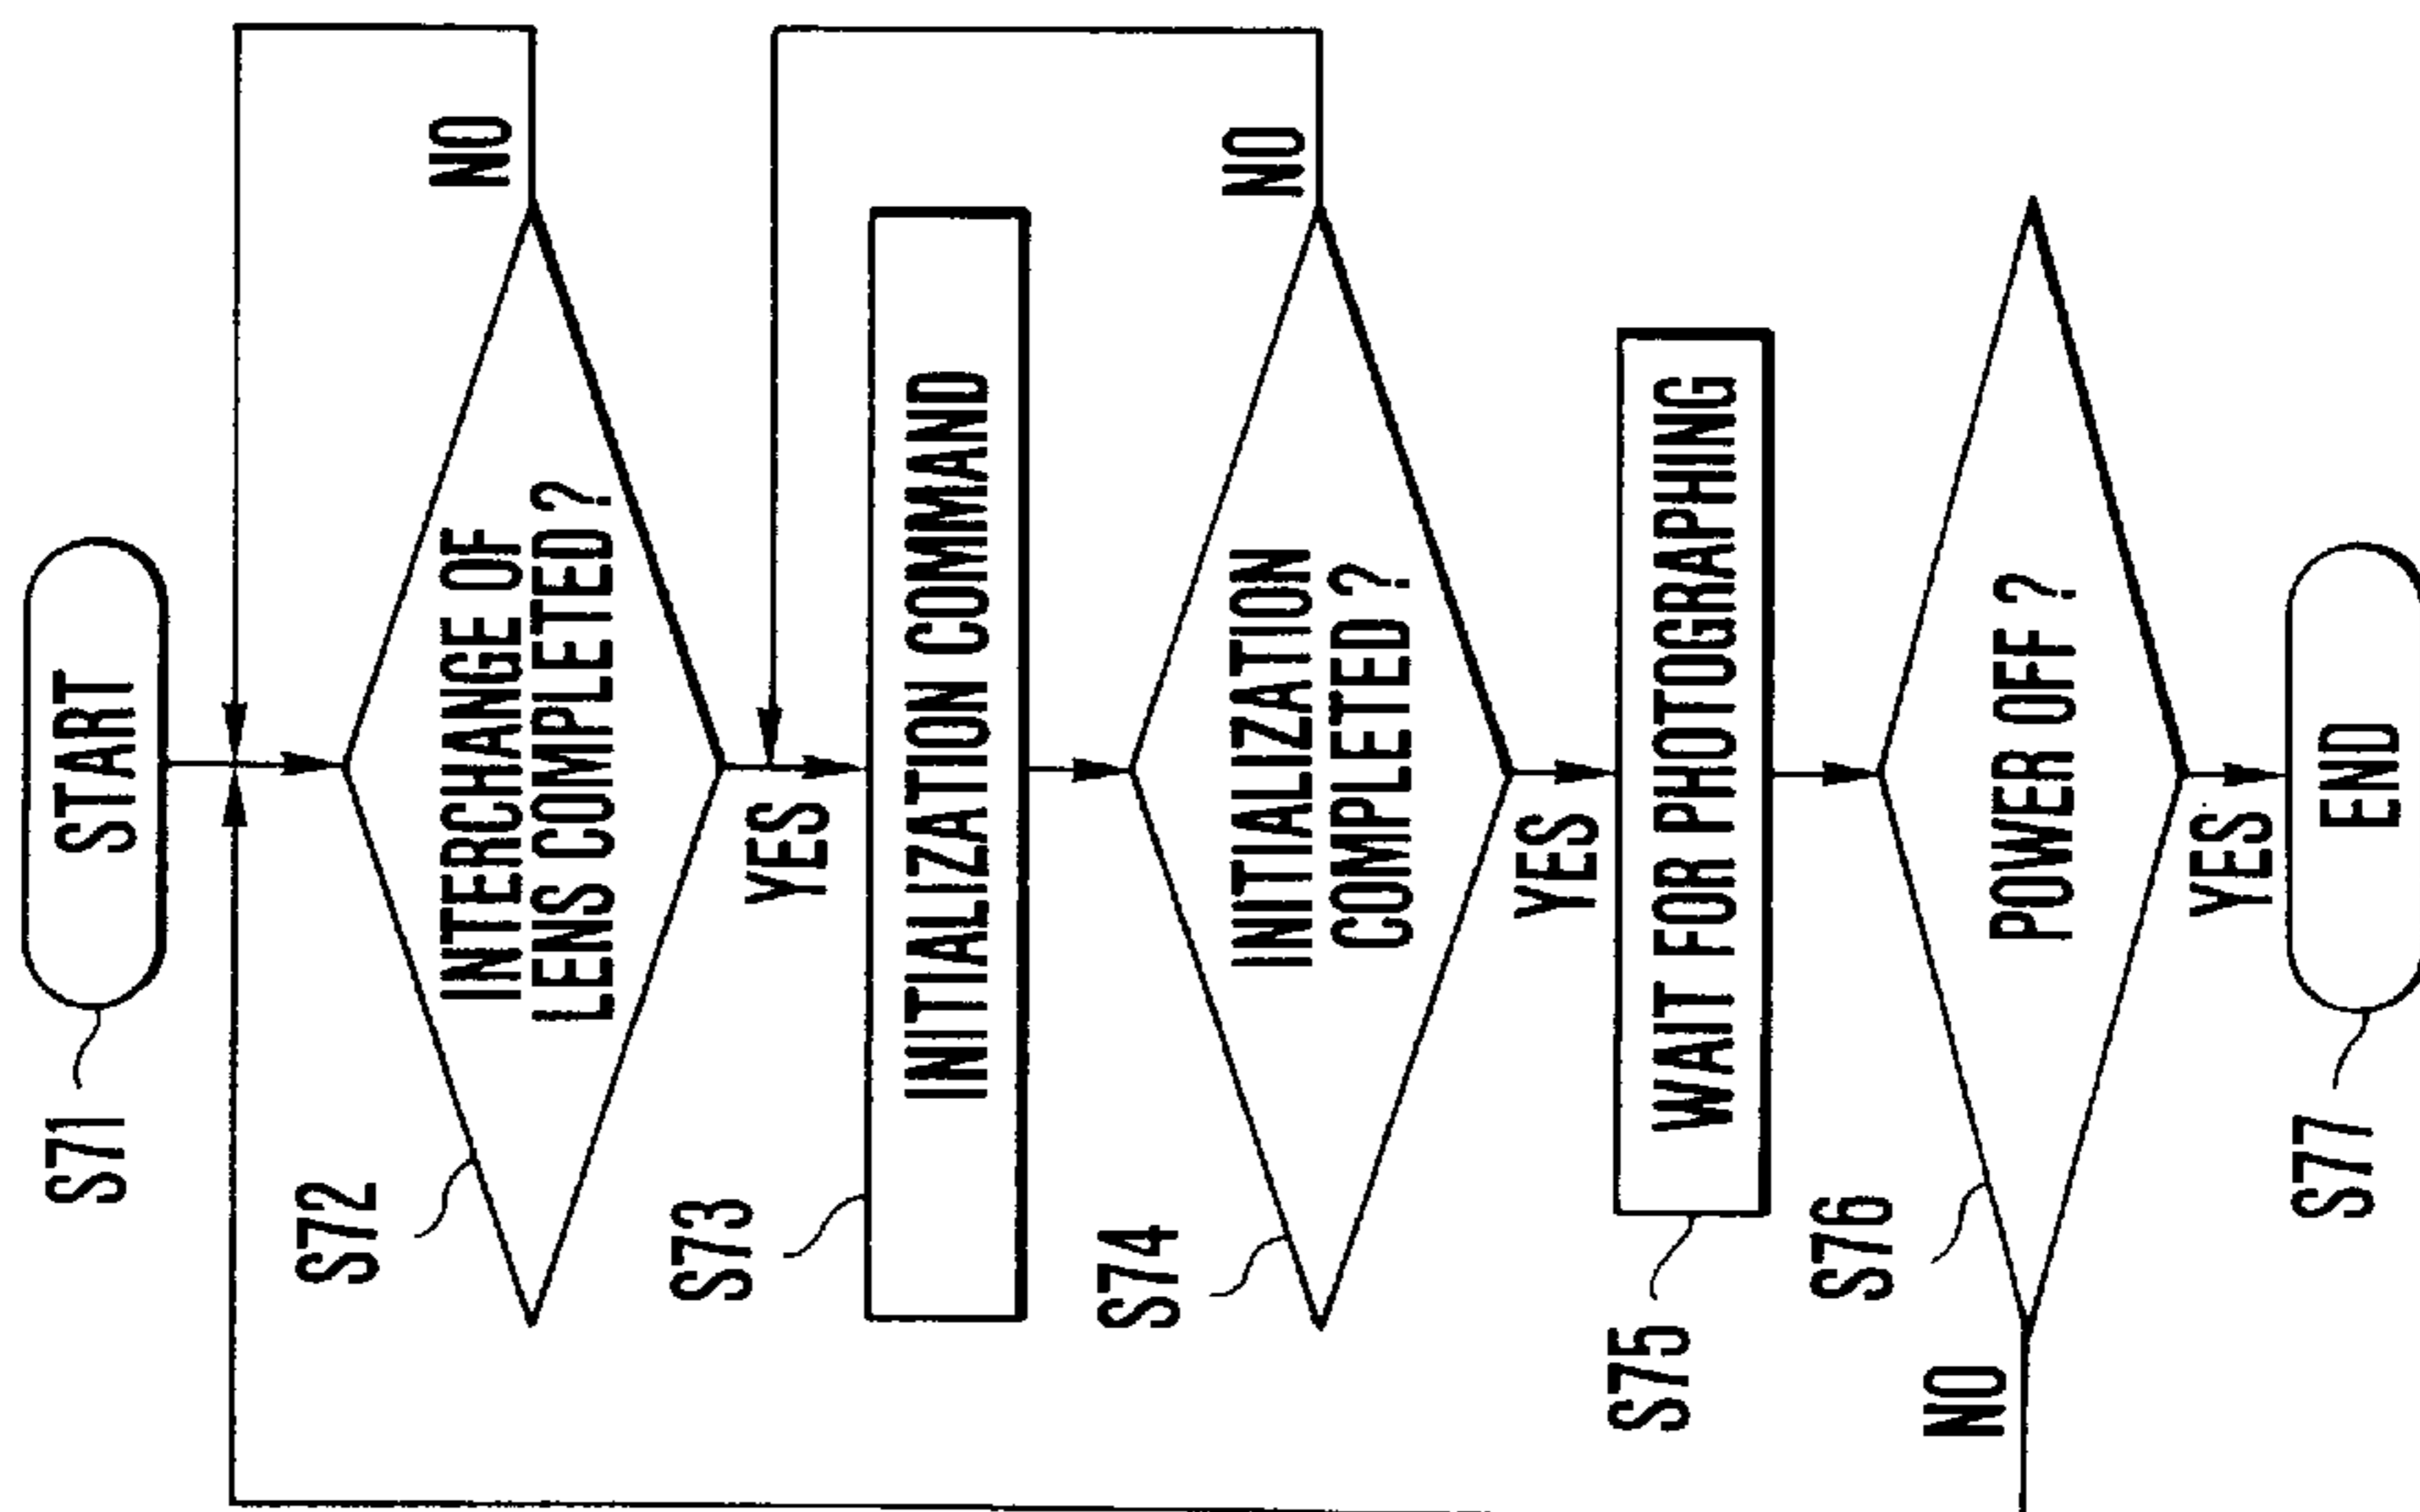 START
S71
S72
INTERCHANGE OF
LENS COMPLETED?
NO
YES
S73
INITIALIZATION COMMAND
S74
INITIALIZATION
COMPLETED?
NO
YES
S75
WAIT FOR PHOTOGRAPHING
S76
POWER OFF?
NO
YES
S77
END